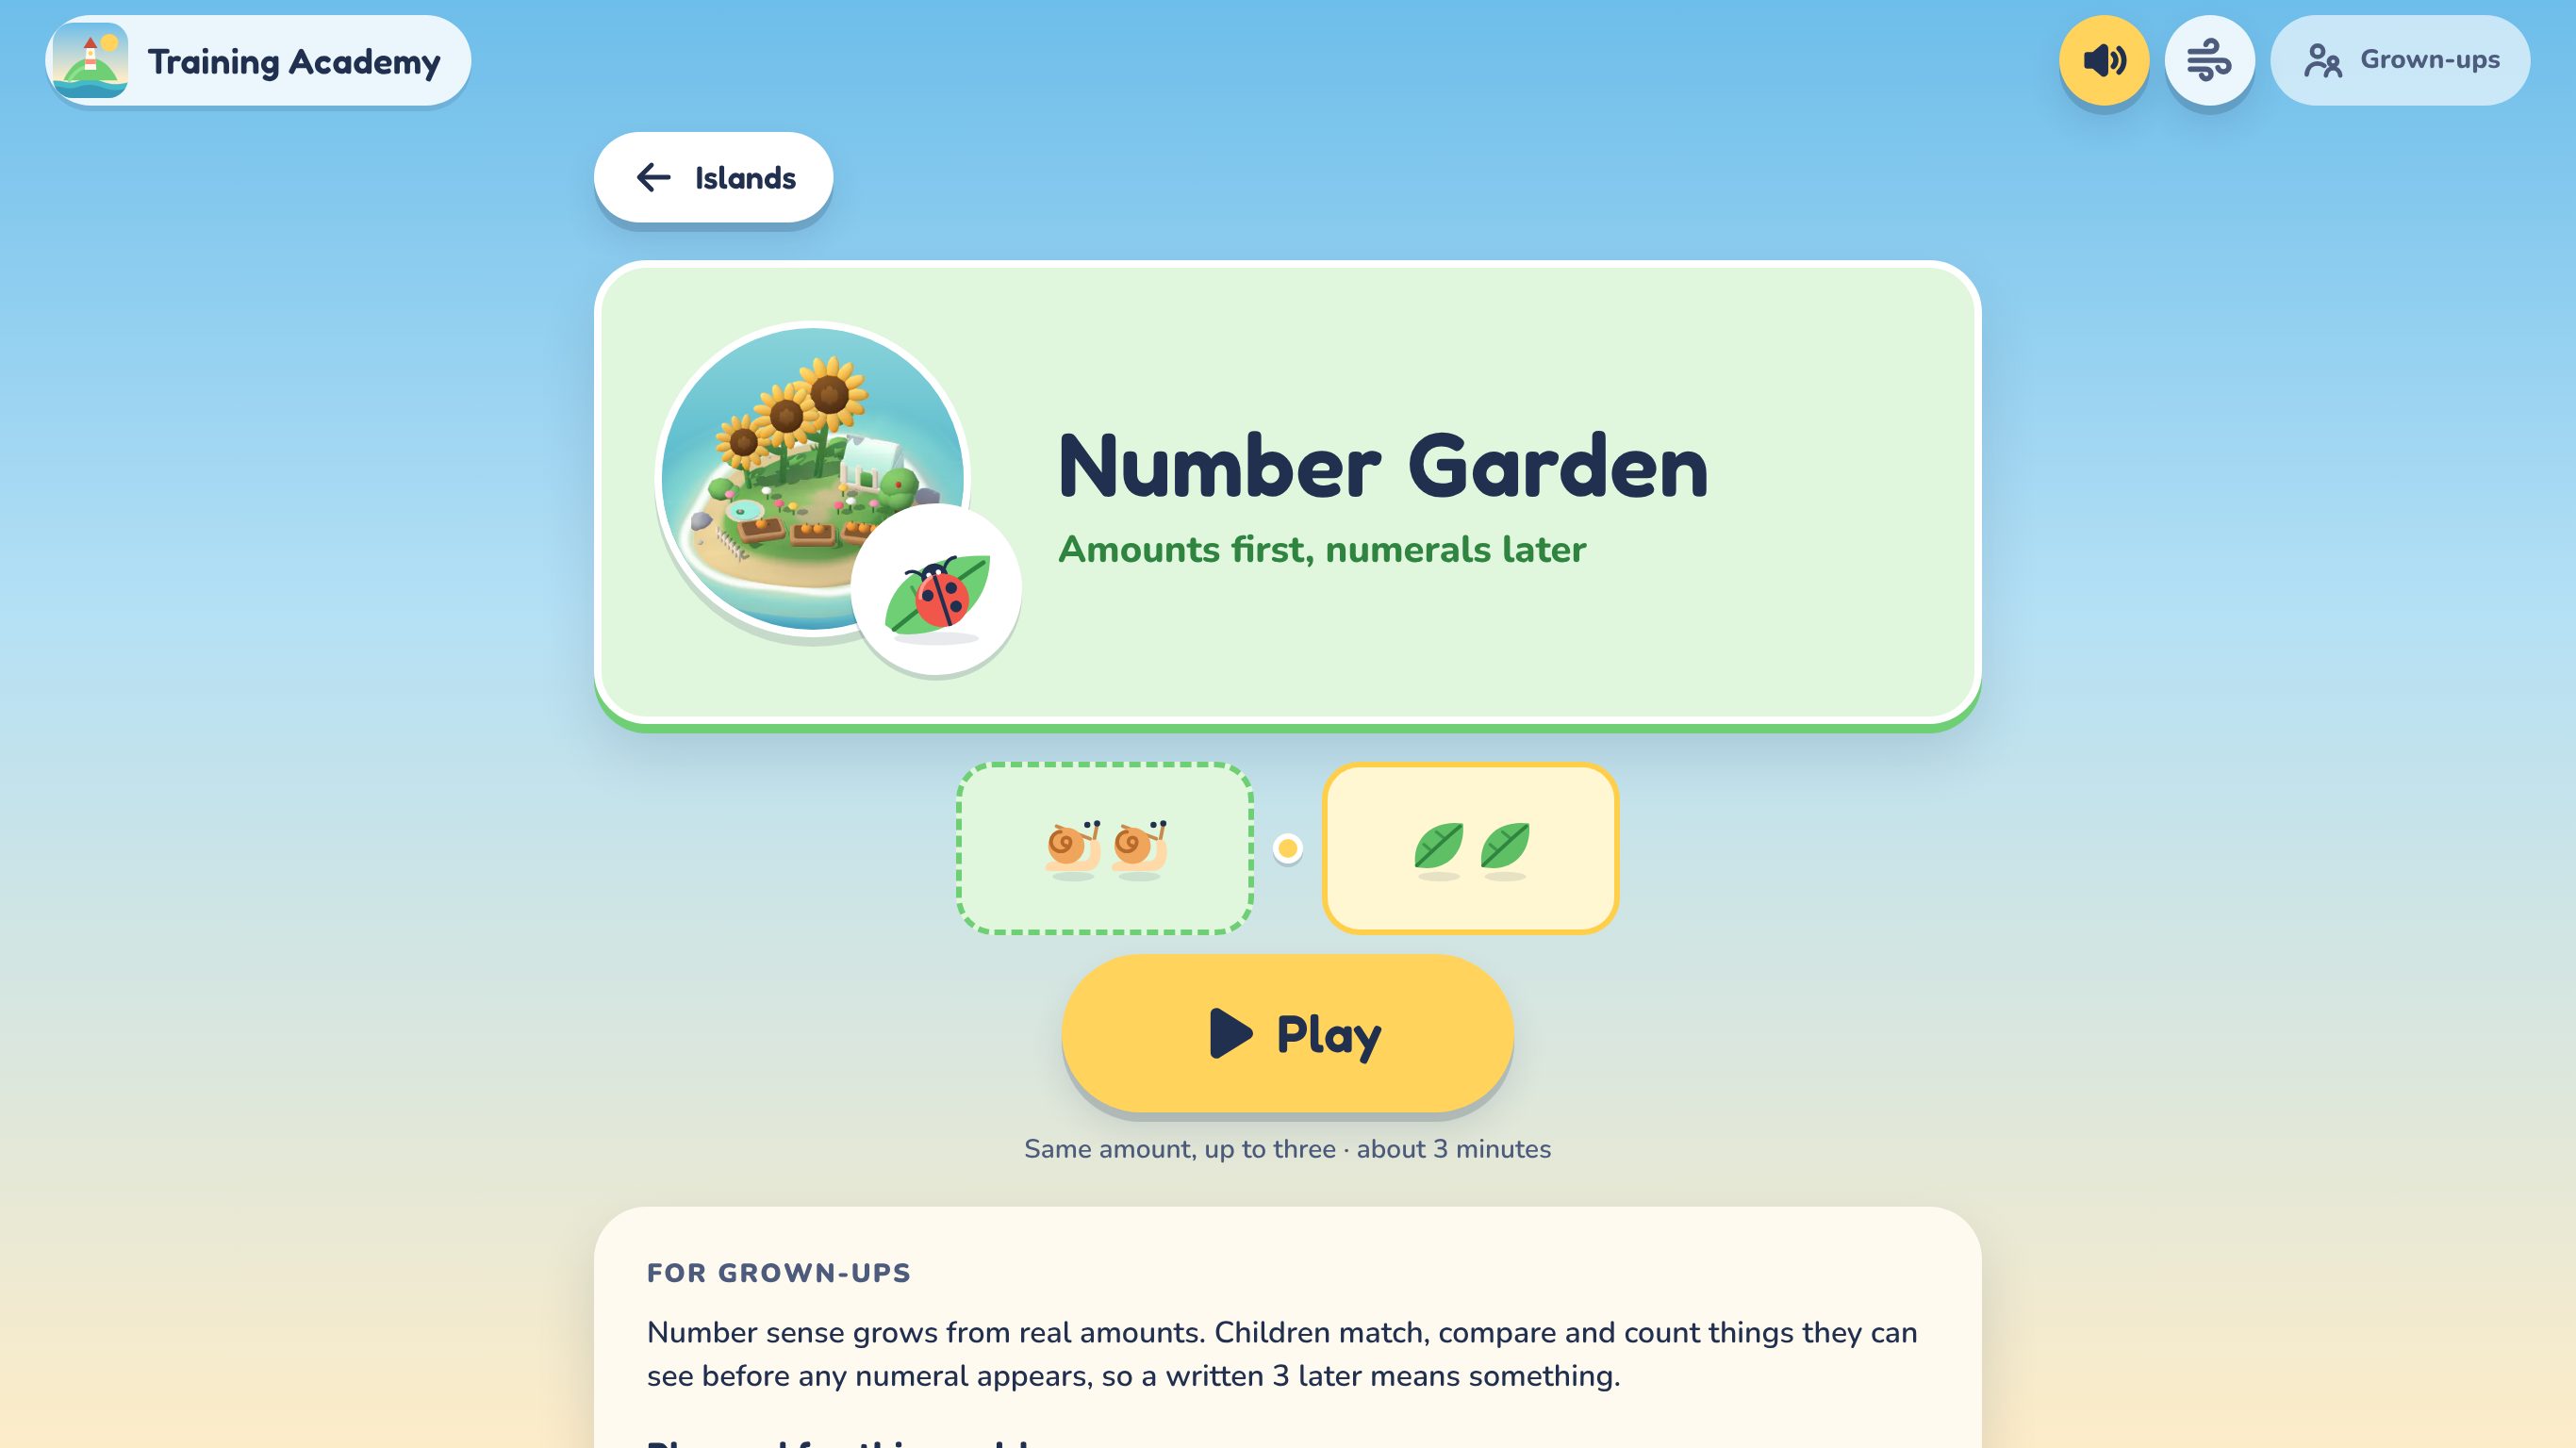 Training Academy
Grown-ups
Islands
Number Garden
Amounts first, numerals later
Play
Same amount, up to three · about 3 minutes
FOR GROWN-UPS
Number sense grows from real amounts. Children match, compare and count things they can
see before any numeral appears, so a written 3 later means something.